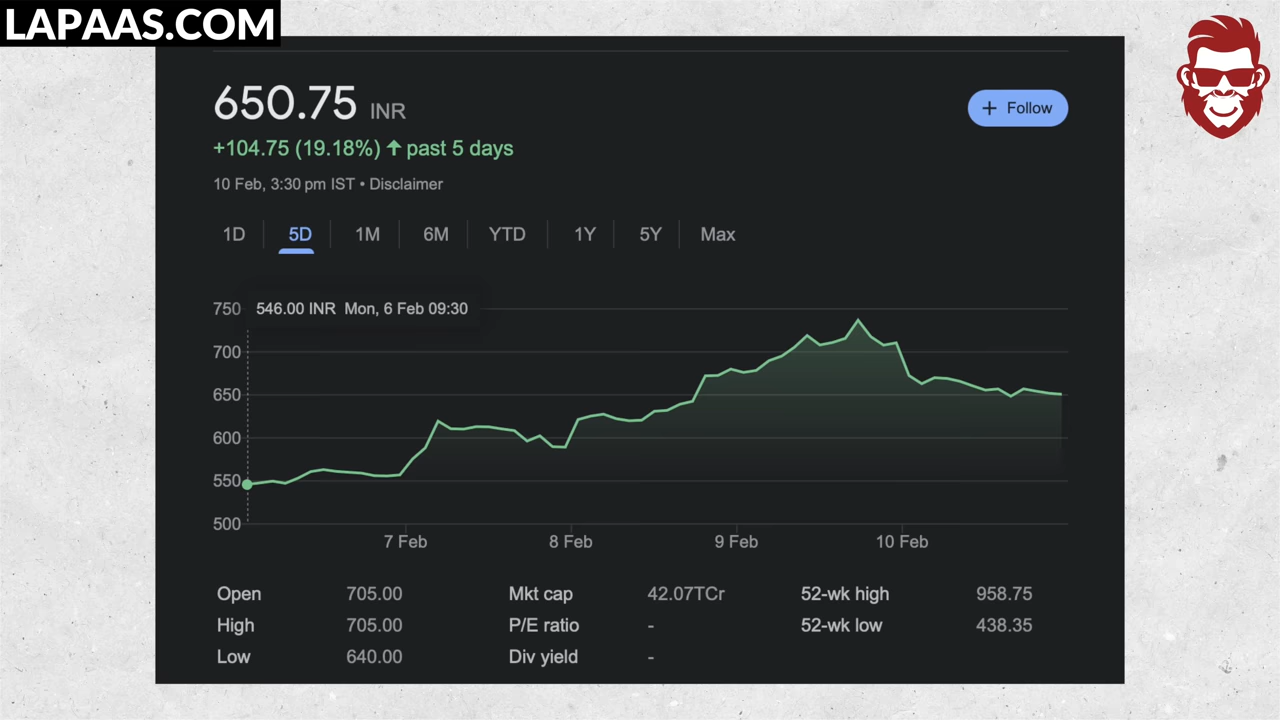 LAPAAS.COM
650.75 INR
+ Follow
+104.75 (19.18%) ↑ past 5 days
10 Feb, 3:30 pm IST • Disclaimer
1D 5D 1M 6M YTD 1Y 5Y Max
750 546.00 INR Mon, 6 Feb 09:30
700
650
600
550
500
7 Feb 8 Feb 9 Feb 10 Feb
Open 705.00 Mkt cap 42.07TCr 52-wk high 958.75
High 705.00 P/E ratio - 52-wk low 438.35
Low 640.00 Div yield -